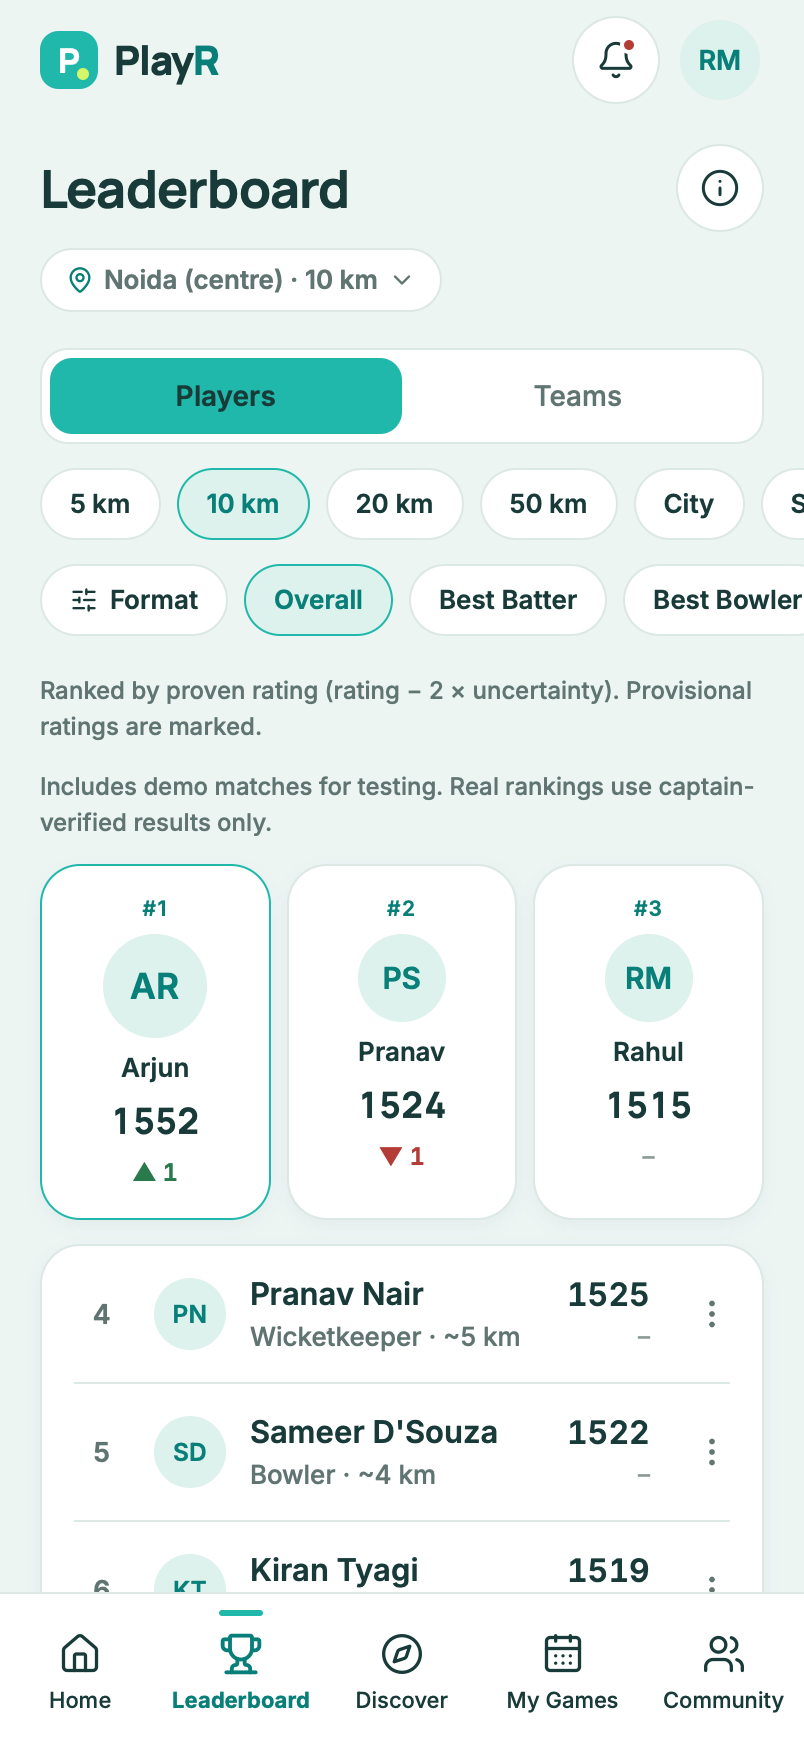 P.
PlayR
RM
Leaderboard
Noida (centre) · 10 km
Players
Teams
5 km
10 km
20 km
50 km
City
S
Format
Overall
Best Batter
Best Bowler
Ranked by proven rating (rating – 2 × uncertainty). Provisional
ratings are marked.
Includes demo matches for testing. Real rankings use captain-
verified results only.
#1
AR
Arjun
1552
▲ 1
#2
PS
Pranav
1524
▼ 1
#3
RM
Rahul
1515
–
4
PN
Pranav Nair
Wicketkeeper · ~5 km
1525
–
5
SD
Sameer D'Souza
Bowler · ~4 km
1522
–
6
KT
Kiran Tyagi
1519
Home
Leaderboard
Discover
My Games
Community